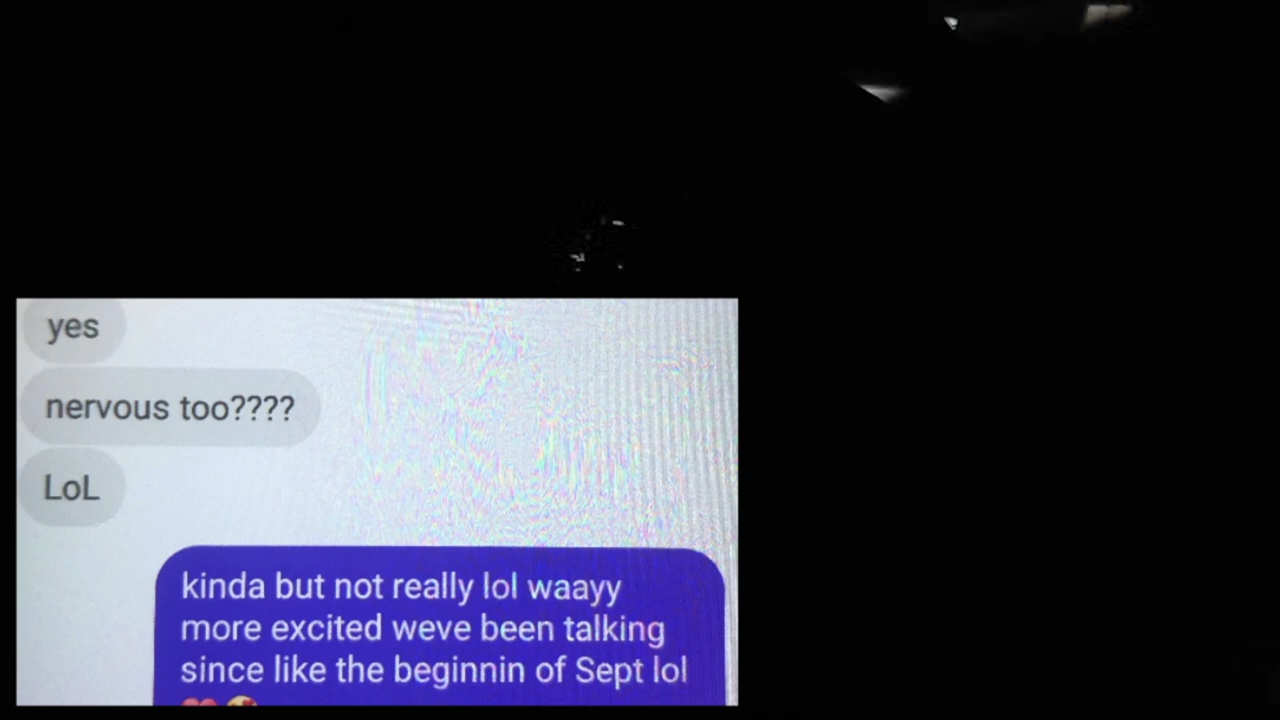 yes
nervous too????
LoL
kinda but not really lol waayy
more excited weve been talking
since like the beginnin of Sept lol